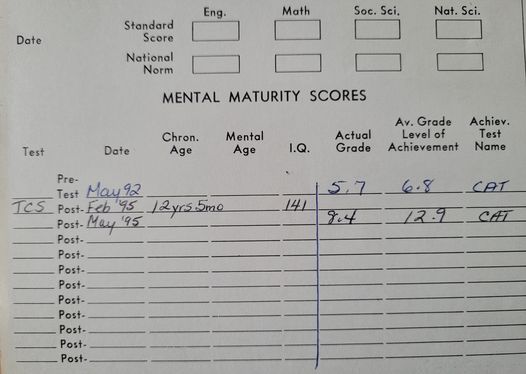 Eng. Math Soc. Sci. Nat. Sci.
Date Standard Score
National Norm
MENTAL MATURITY SCORES
Test Date Chron. Age Mental Age I.Q. Actual Grade Av. Grade Level of Achievement Achiev. Test Name
Pre-Test May 92 5.7 6.8 CAT
TCS Post- Feb '95 12yrs.5mo 141
Post- May '95 8.4 12.9 CAT
Post-
Post-
Post-
Post-
Post-
Post-
Post-
Post-
Post-